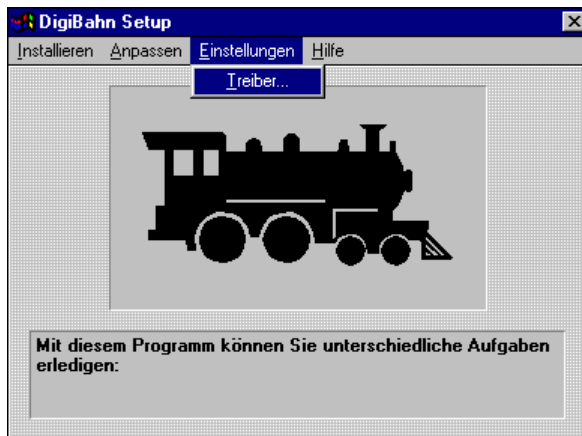 DigiBahn Setup
Installieren Anpassen Einstellungen Hilfe
Treiber...
Mit diesem Programm können Sie unterschiedliche Aufgaben
erledigen: